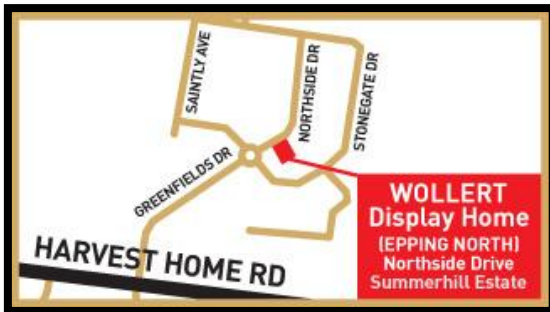 SAINTLY AVE
NORTHSIDE DR
STONEGATE DR
GREENFIELDS DR
HARVEST HOME RD
WOLLERT
Display Home
(EPPING NORTH)
Northside Drive
Summerhill Estate